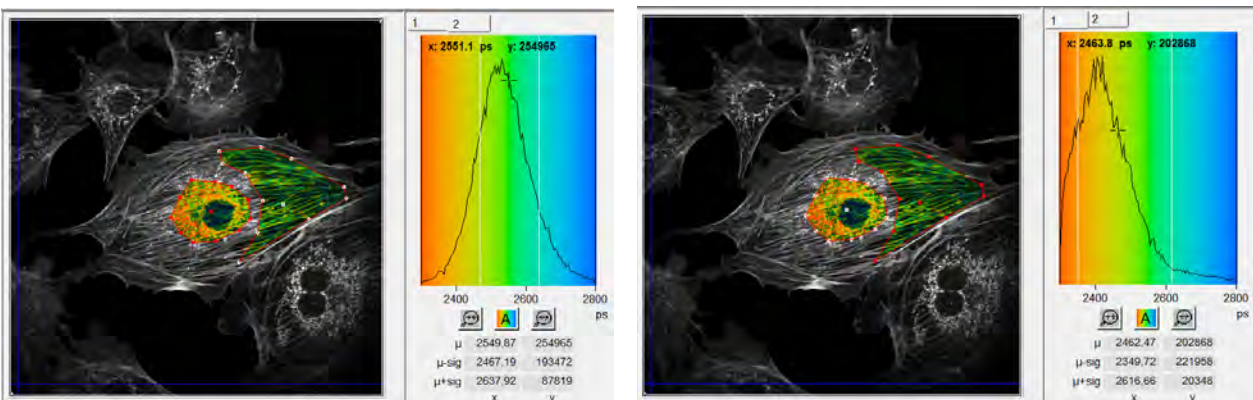 1 2
x: 2551.1 ps y: 254965
2400 2600 2800
ps
A
μ 2549.87 254965
μ-sig 2467.19 193472
μ+sig 2637.92 87819
x
1 2
x: 2463.8 ps y: 202868
2400 2600 2800
ps
A
μ 2462.47 202868
μ-sig 2349.72 221958
μ+sig 2616.66 20348
x